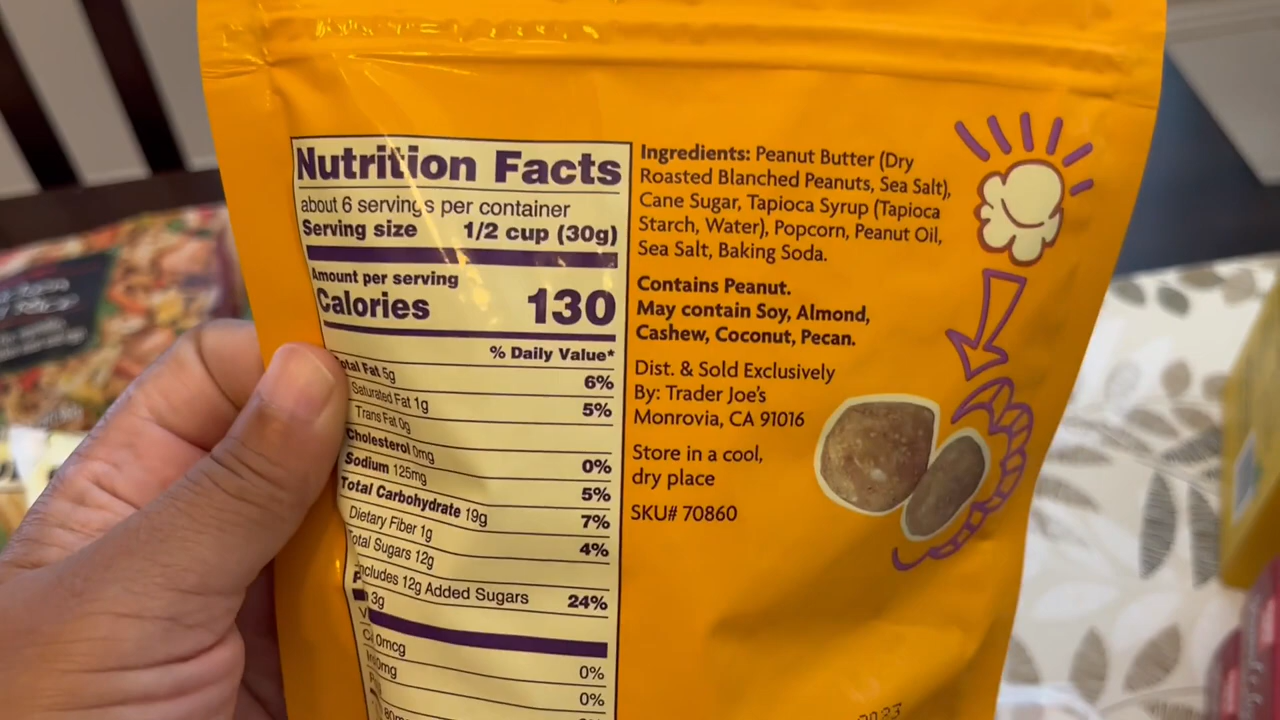 Nutrition Facts
about 6 servings per container
Serving size 1/2 cup (30g)
Amount per serving
Calories 130
% Daily Value*
otal Fat 5g 6%
Saturated Fat 1g 5%
Trans Fat 0g
Cholesterol 0mg 0%
Sodium 125mg 5%
Total Carbohydrate 19g 7%
Dietary Fiber 1g 4%
Total Sugars 12g
ncludes 12g Added Sugars 24%
P 3g
V
0mcg 0%
0mg 0%
Ingredients: Peanut Butter (Dry
Roasted Blanched Peanuts, Sea Salt),
Cane Sugar, Tapioca Syrup (Tapioca
Starch, Water), Popcorn, Peanut Oil,
Sea Salt, Baking Soda.
Contains Peanut.
May contain Soy, Almond,
Cashew, Coconut, Pecan.
Dist. & Sold Exclusively
By: Trader Joe's
Monrovia, CA 91016
Store in a cool,
dry place
SKU# 70860